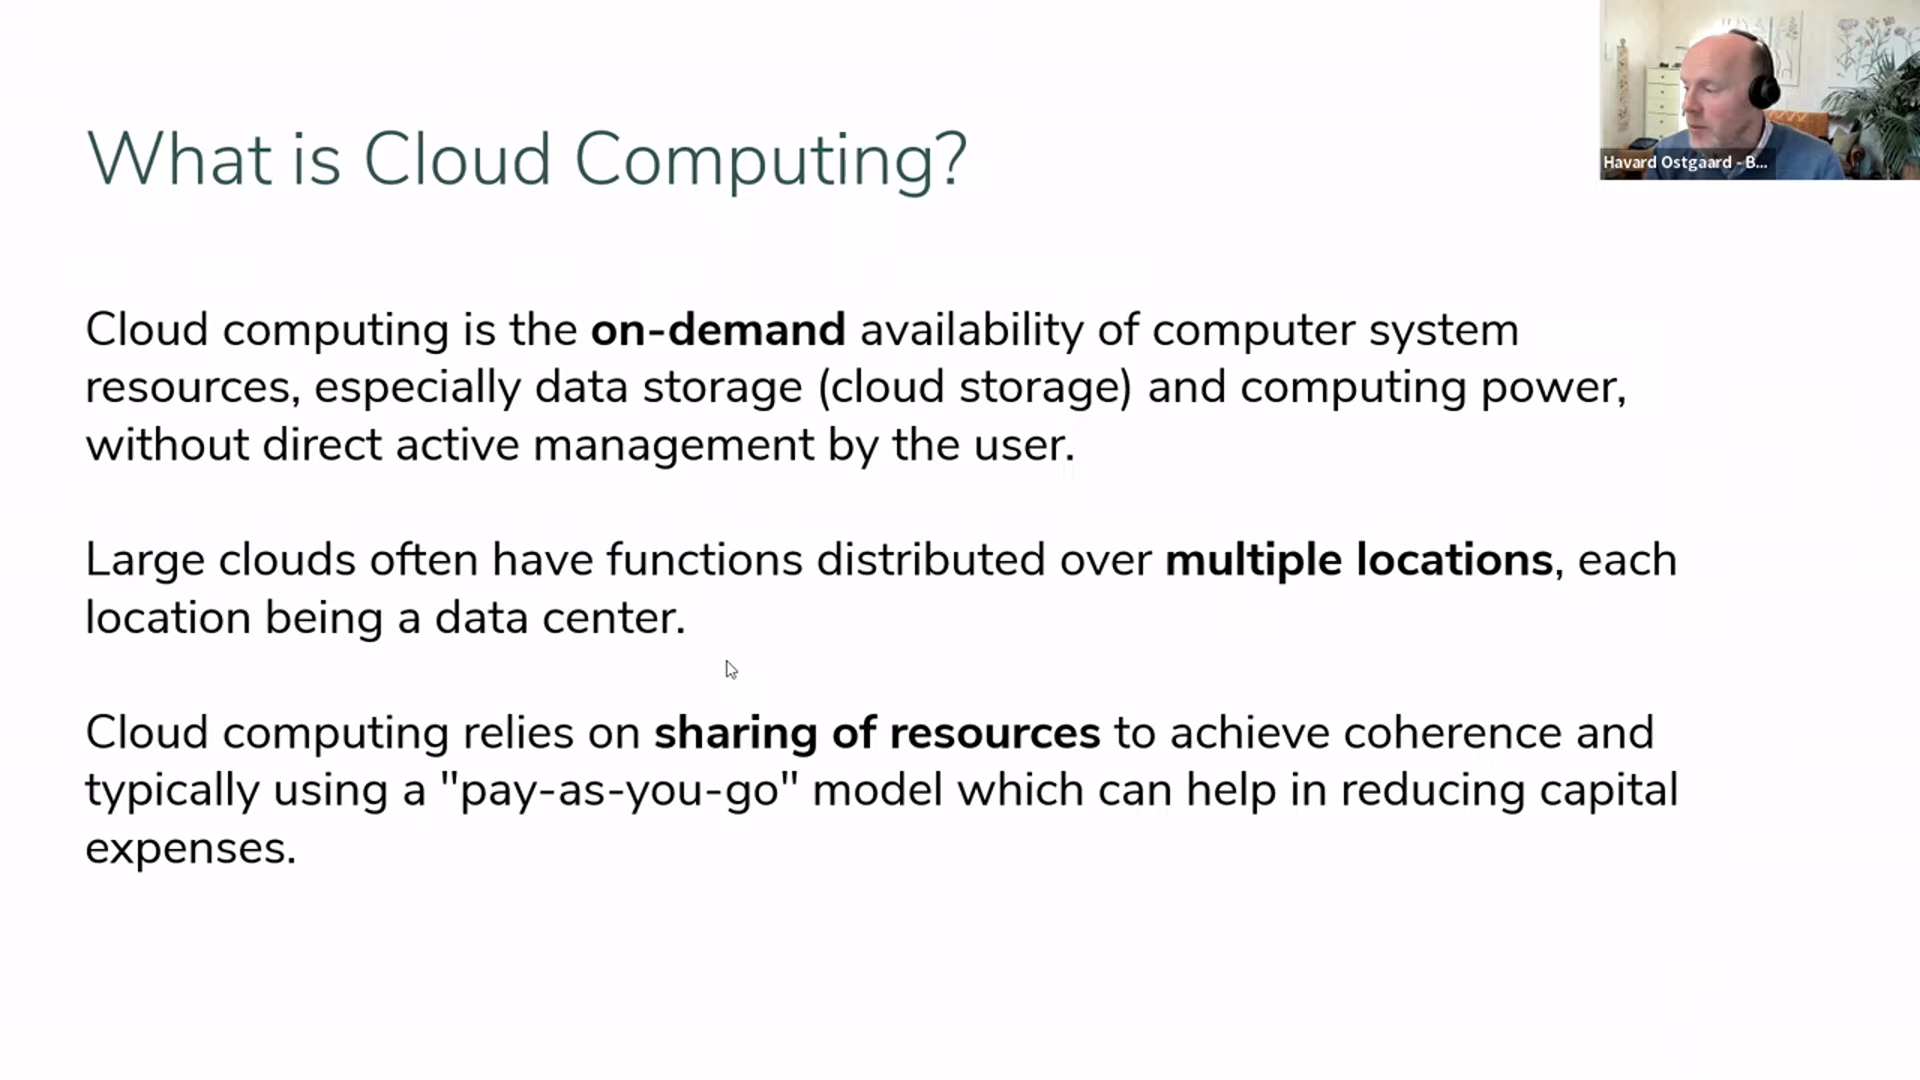 What is Cloud Computing?
Havard Ostgaard - B...
Cloud computing is the on-demand availability of computer system
resources, especially data storage (cloud storage) and computing power,
without direct active management by the user.
Large clouds often have functions distributed over multiple locations, each
location being a data center.
Cloud computing relies on sharing of resources to achieve coherence and
typically using a "pay-as-you-go" model which can help in reducing capital
expenses.